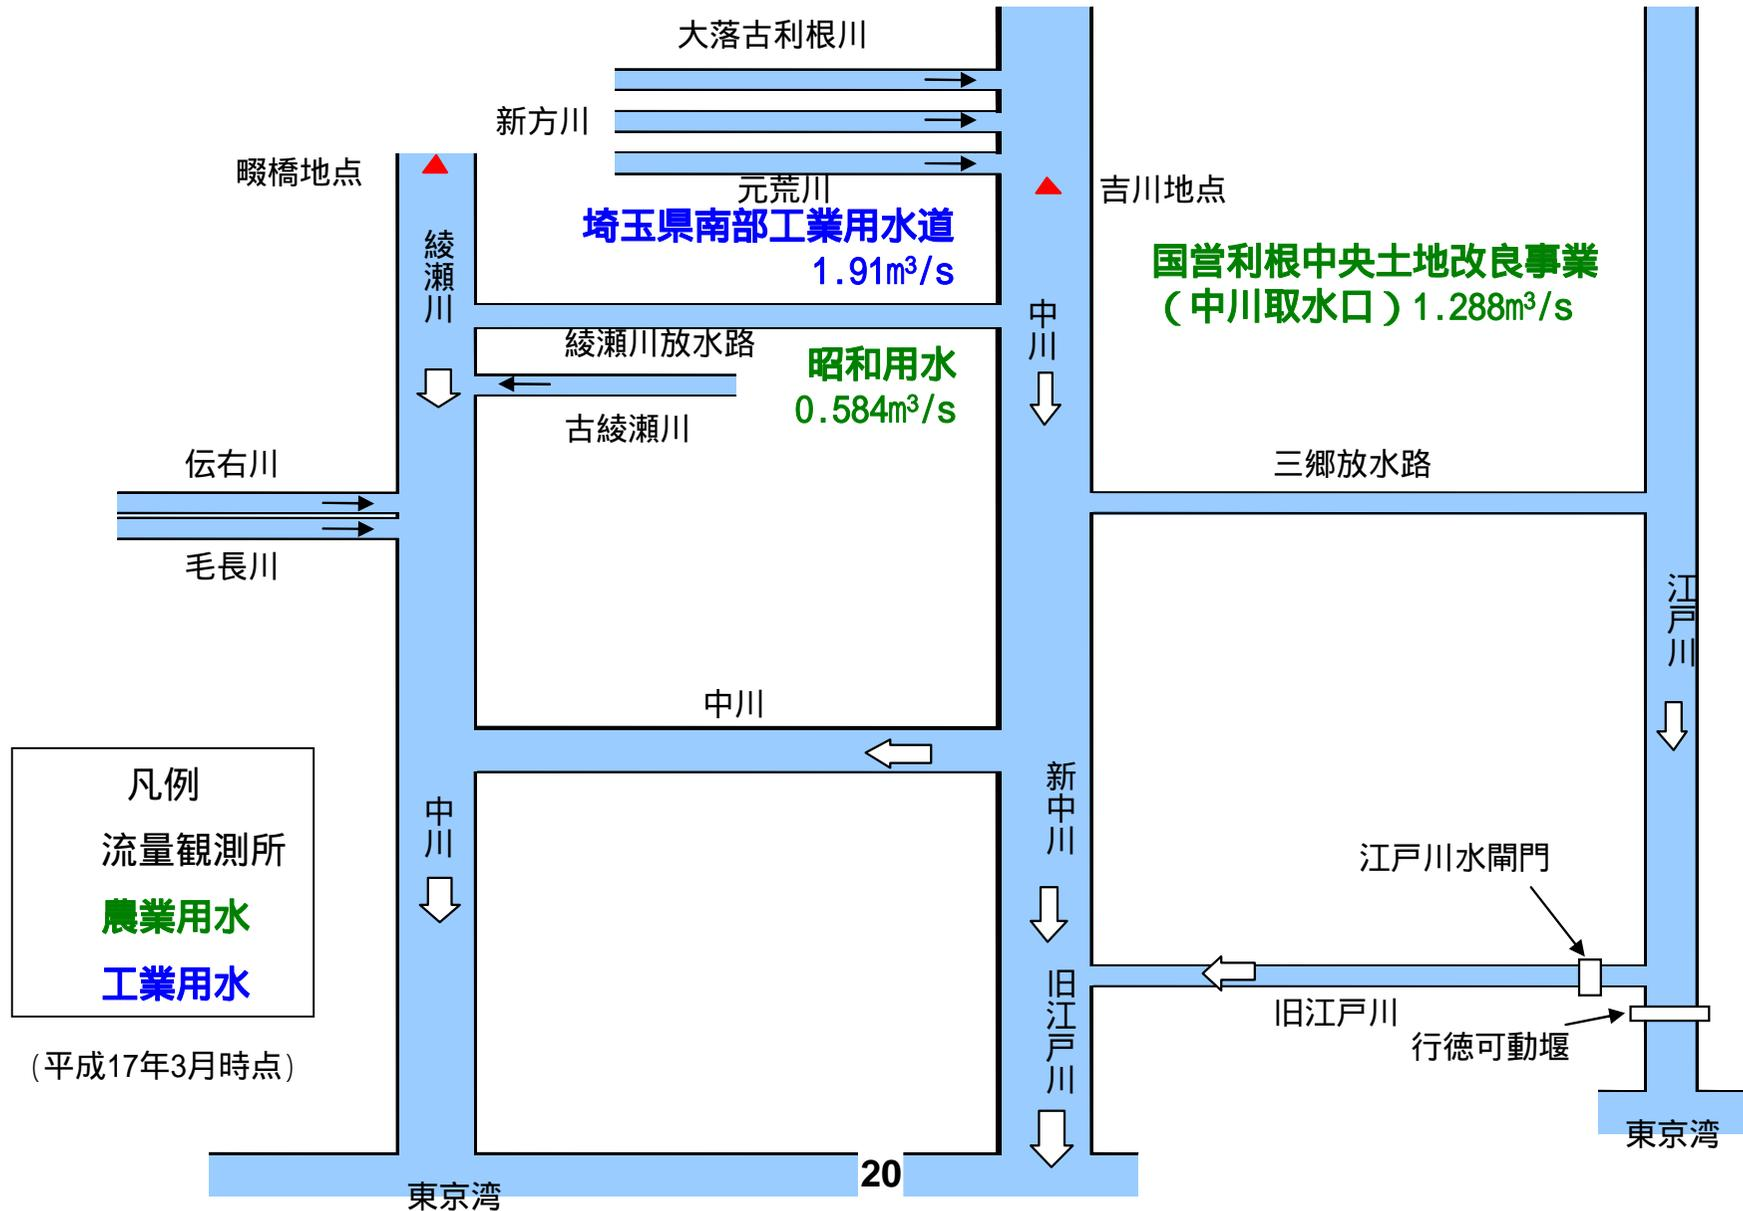 大落古利根川
新方川
畷橋地点
元荒川
吉川地点
埼玉県南部工業用水道
1.91m³/s
綾瀬川
国営利根中央土地改良事業
(中川取水口)1.288m³/s
中川
綾瀬川放水路
昭和用水
0.584m³/s
古綾瀬川
伝右川
三郷放水路
毛長川
江戸川
中川
新中川
凡例
流量観測所
農業用水
工業用水
中川
江戸川水閘門
旧江戸川
旧江戸川
行徳可動堰
(平成17年3月時点)
東京湾
20
東京湾